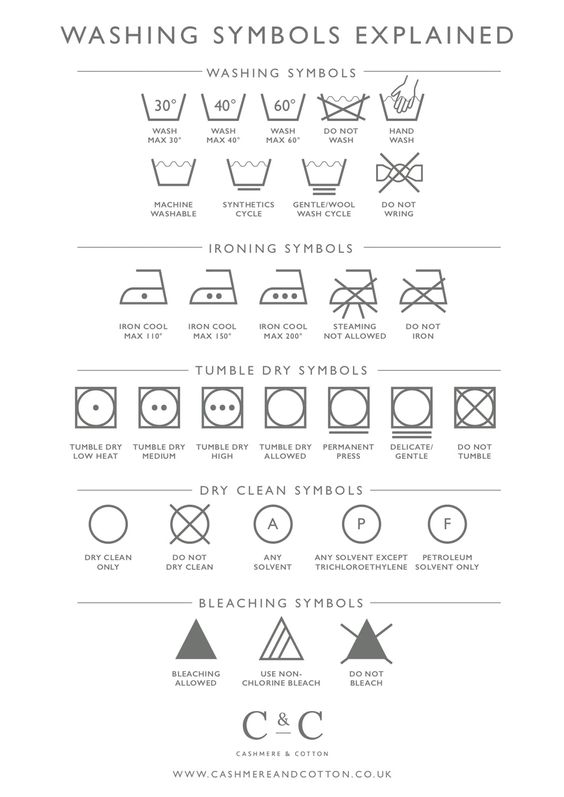 WASHING SYMBOLS EXPLAINED
WASHING SYMBOLS
30° 40° 60°
WASH MAX 30°
WASH MAX 40°
WASH MAX 60°
DO NOT WASH
HAND WASH
MACHINE WASHABLE
SYNTHETICS CYCLE
GENTLE/WOOL WASH CYCLE
DO NOT WRING
IRONING SYMBOLS
IRON COOL MAX 110°
IRON COOL MAX 150°
IRON COOL MAX 200°
STEAMING NOT ALLOWED
DO NOT IRON
TUMBLE DRY SYMBOLS
TUMBLE DRY LOW HEAT
TUMBLE DRY MEDIUM
TUMBLE DRY HIGH
TUMBLE DRY ALLOWED
PERMANENT PRESS
DELICATE/ GENTLE
DO NOT TUMBLE
DRY CLEAN SYMBOLS
A P F
DRY CLEAN ONLY
DO NOT DRY CLEAN
ANY SOLVENT
ANY SOLVENT EXCEPT TRICHLOROETHYLENE
PETROLEUM SOLVENT ONLY
BLEACHING SYMBOLS
BLEACHING ALLOWED
USE NON- CHLORINE BLEACH
DO NOT BLEACH
C & C
CASHMERE & COTTON
WWW.CASHMEREANDCOTTON.CO.UK